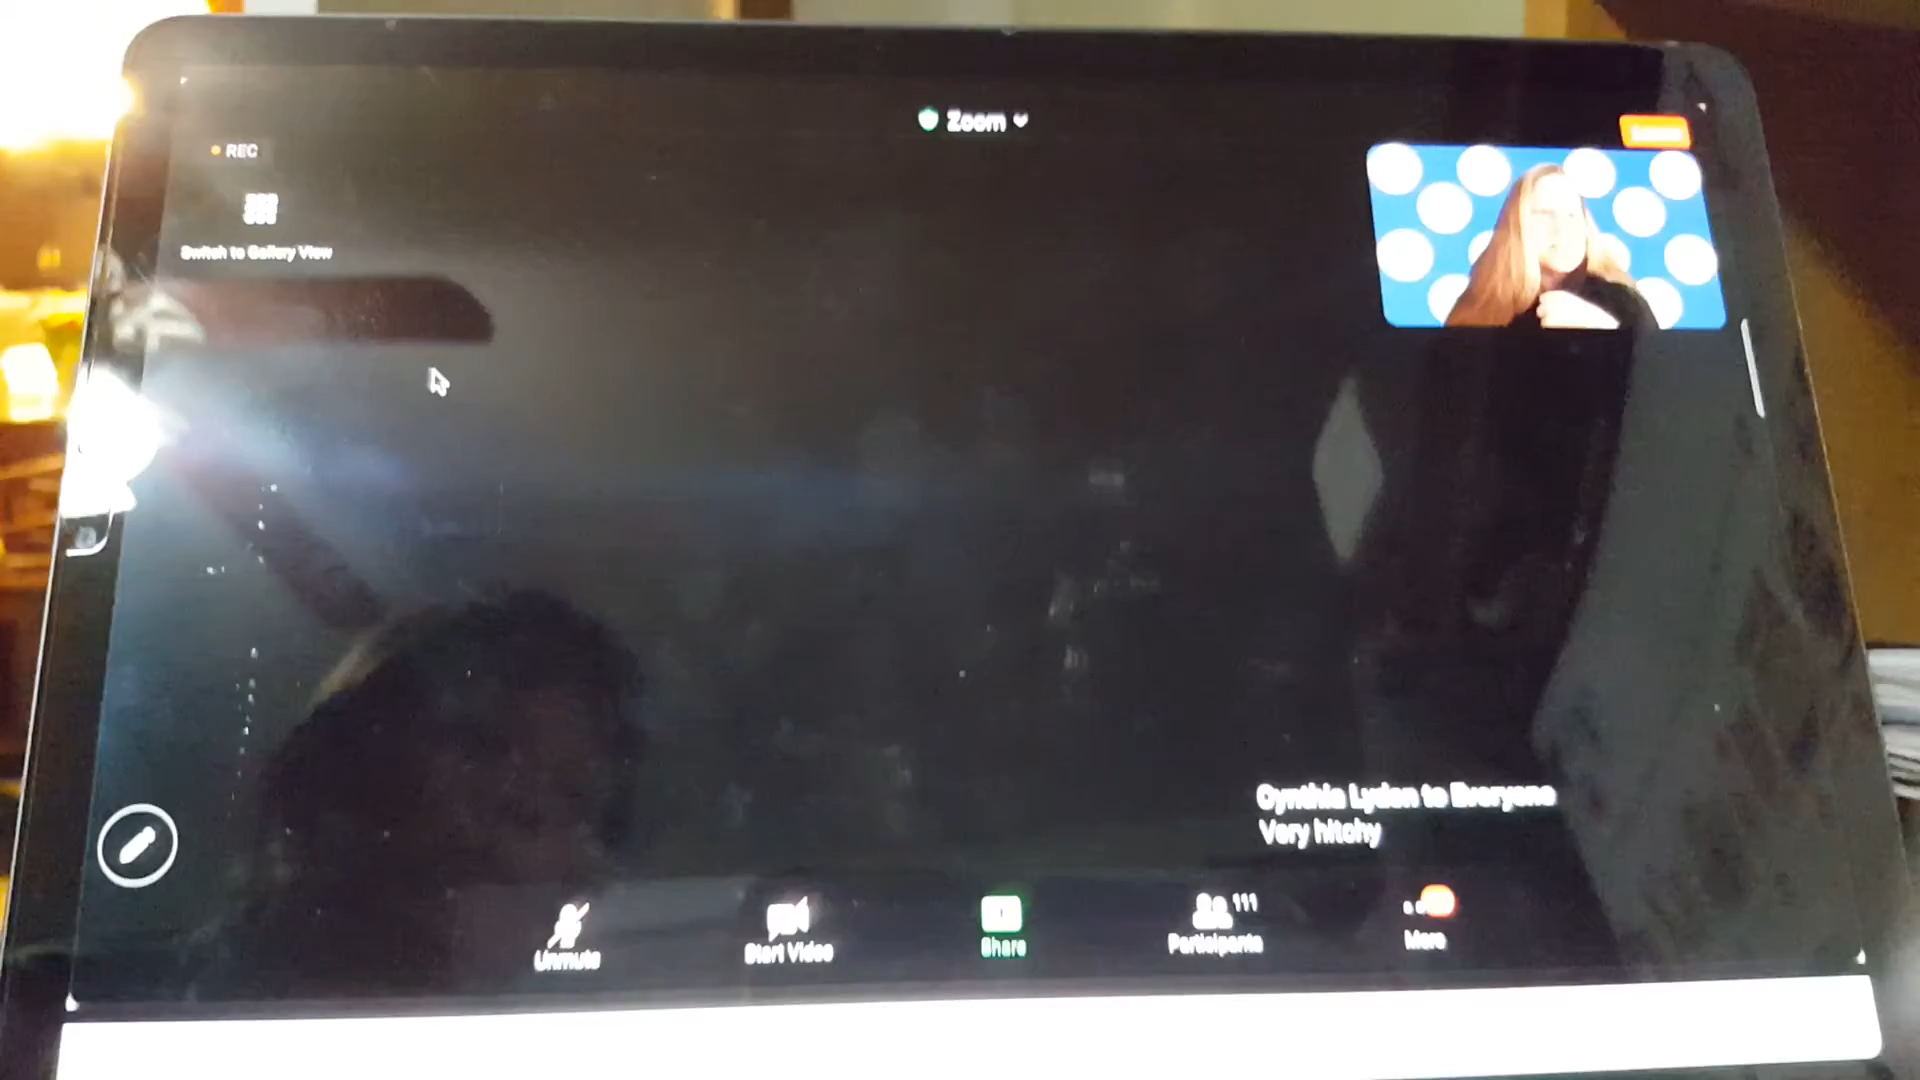 Zoom
REC
Switch to Gallery View
Cynthia Lydon to Everyone
Very hitchy
Unmute
Start Video
Share
111
Participants
More